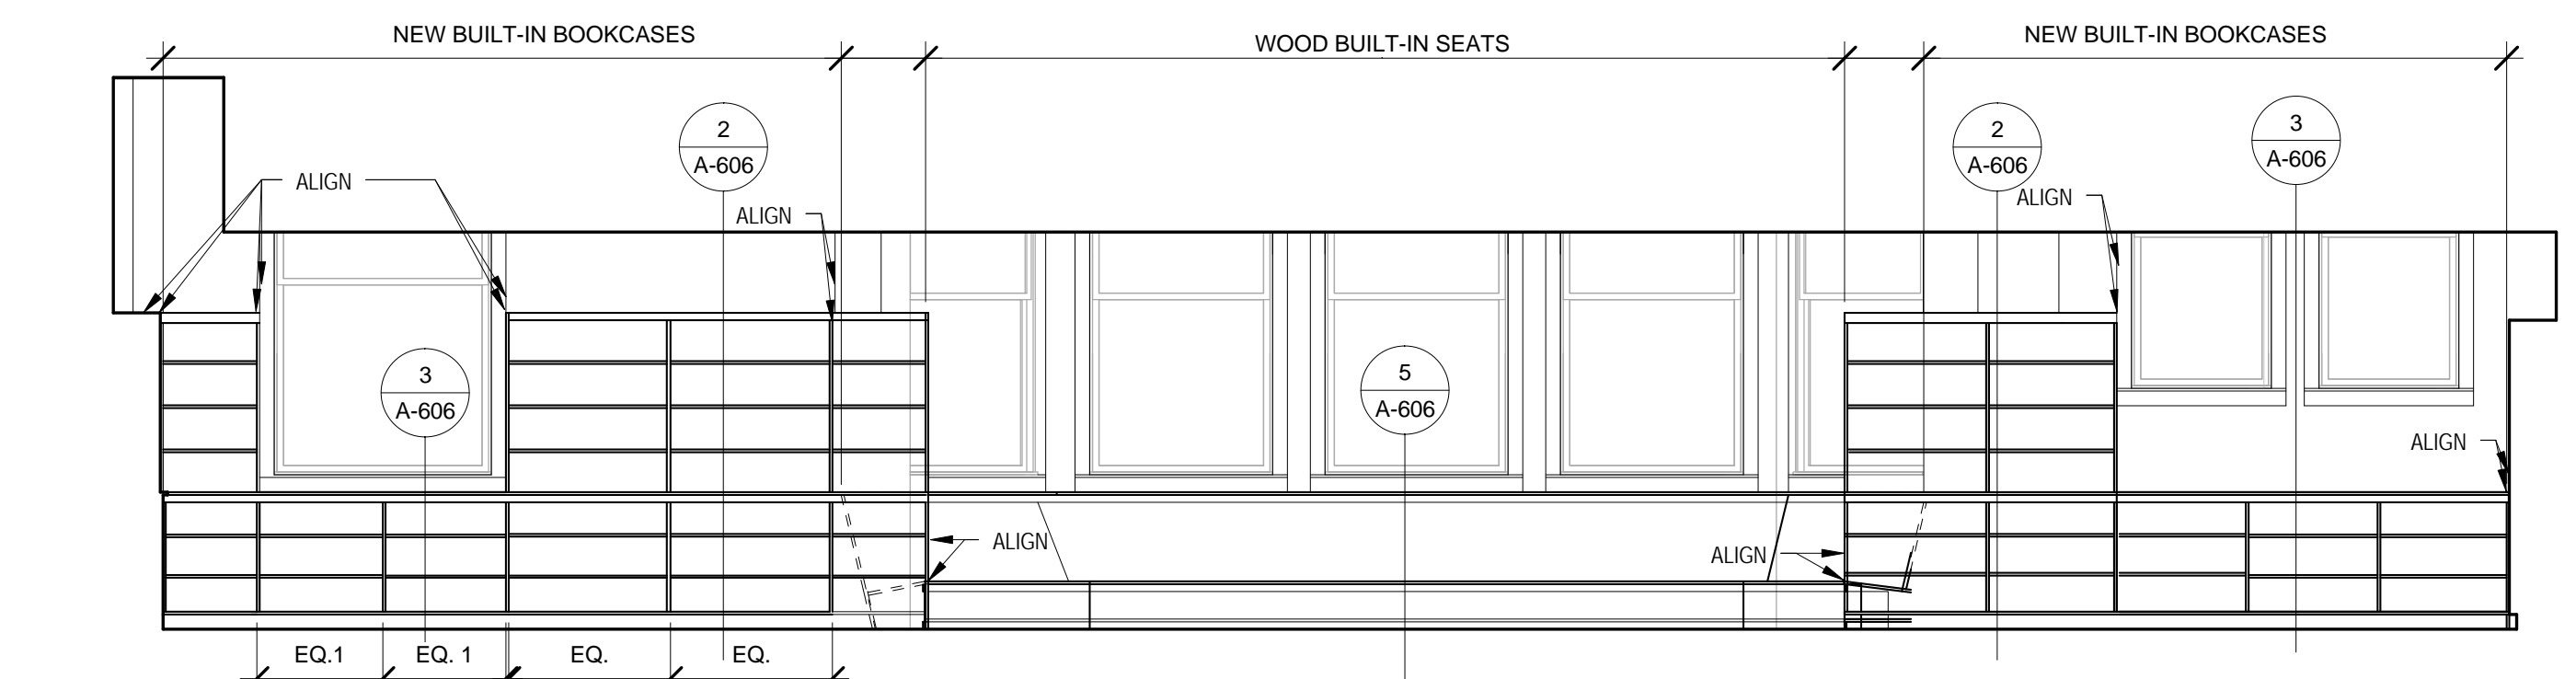 NEW BUILT-IN BOOKCASES
WOOD BUILT-IN SEATS
NEW BUILT-IN BOOKCASES
2
A-606
2
A-606
3
A-606
ALIGN
ALIGN
ALIGN
3
A-606
5
A-606
ALIGN
ALIGN
ALIGN
EQ.1
EQ. 1
EQ.
EQ.